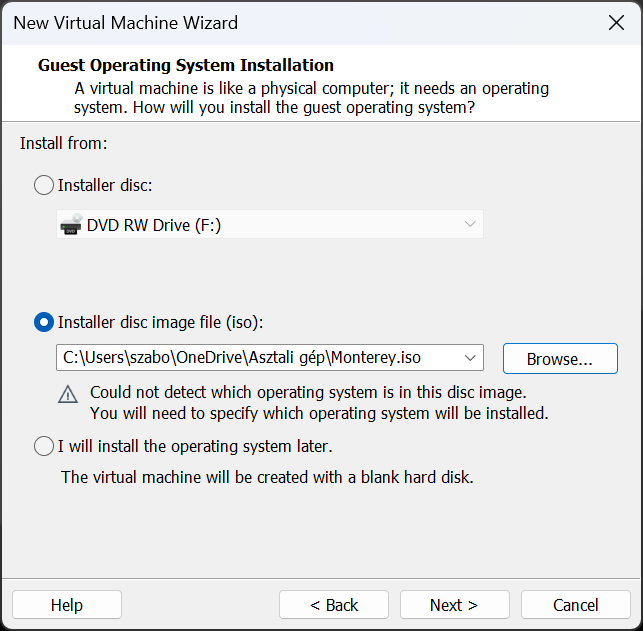 New Virtual Machine Wizard
Guest Operating System Installation
A virtual machine is like a physical computer; it needs an operating
system. How will you install the guest operating system?
Install from:
Installer disc:
DVD RW Drive (F:)
Installer disc image file (iso):
C:\Users\szabo\OneDrive\Asztali gép\Monterey.iso
Browse...
Could not detect which operating system is in this disc image.
You will need to specify which operating system will be installed.
I will install the operating system later.
The virtual machine will be created with a blank hard disk.
Help
< Back
Next >
Cancel